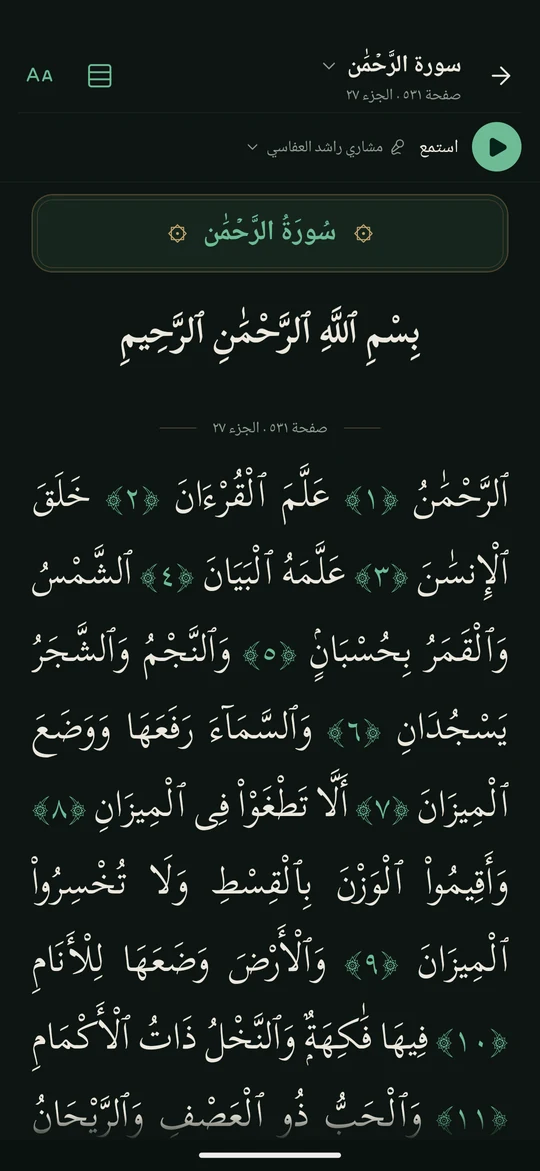 سورة الرَّحْمَٰن
صفحة ٥٣١ . الجزء ٢٧
AA
استمع
مشاري راشد العفاسي
سُورَةُ الرَّحْمَٰن
بِسْمِ ٱللَّهِ ٱلرَّحْمَٰنِ ٱلرَّحِيمِ
صفحة ٥٣١ . الجزء ٢٧
ٱلرَّحْمَٰنُ ﴿١﴾ عَلَّمَ ٱلْقُرْءَانَ ﴿٢﴾ خَلَقَ
ٱلْإِنسَٰنَ ﴿٣﴾ عَلَّمَهُ ٱلْبَيَانَ ﴿٤﴾ ٱلشَّمْسُ
وَٱلْقَمَرُ بِحُسْبَانٍۢ ﴿٥﴾ وَٱلنَّجْمُ وَٱلشَّجَرُ
يَسْجُدَانِ ﴿٦﴾ وَٱلسَّمَآءَ رَفَعَهَا وَوَضَعَ
ٱلْمِيزَانَ ﴿٧﴾ أَلَّا تَطْغَوْا۟ فِى ٱلْمِيزَانِ ﴿٨﴾
وَأَقِيمُوا۟ ٱلْوَزْنَ بِٱلْقِسْطِ وَلَا تُخْسِرُوا۟
ٱلْمِيزَانَ ﴿٩﴾ وَٱلْأَرْضَ وَضَعَهَا لِلْأَنَامِ
﴿١٠﴾ فِيهَا فَٰكِهَةٌۭ وَٱلنَّخْلُ ذَاتُ ٱلْأَكْمَامِ
﴿١١﴾ وَٱلْحَبُّ ذُو ٱلْعَصْفِ وَٱلرَّيْحَانُ